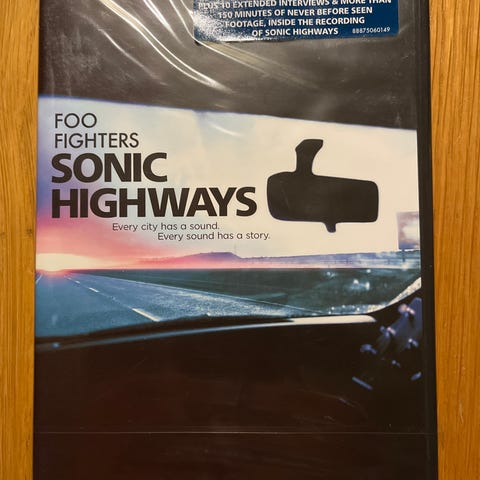 PLUS 10 EXTENDED INTERVIEWS & MORE THAN
150 MINUTES OF NEVER BEFORE SEEN
FOOTAGE, INSIDE THE RECORDING
OF SONIC HIGHWAYS
88875060149
FOO
FIGHTERS
SONIC
HIGHWAYS
Every city has a sound.
Every sound has a story.